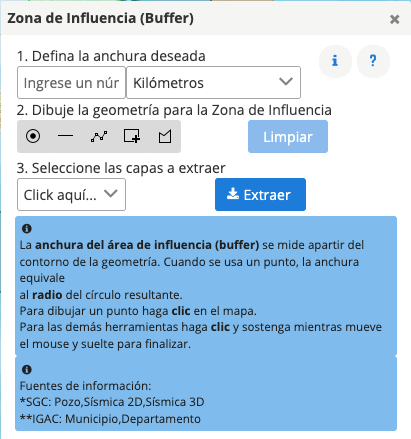 Zona de Influencia (Buffer) ×
1. Defina la anchura deseada
Ingrese un núr Kilómetros
i ?
2. Dibuje la geometría para la Zona de Influencia
Limpiar
3. Seleccione las capas a extraer
Click aquí... Extraer
La anchura del área de influencia (buffer) se mide apartir del
contorno de la geometría. Cuando se usa un punto, la anchura
equivale
al radio del círculo resultante.
Para dibujar un punto haga clic en el mapa.
Para las demás herramientas haga clic y sostenga mientras mueve
el mouse y suelte para finalizar.
Fuentes de información:
*SGC: Pozo,Sísmica 2D,Sísmica 3D
**IGAC: Municipio,Departamento